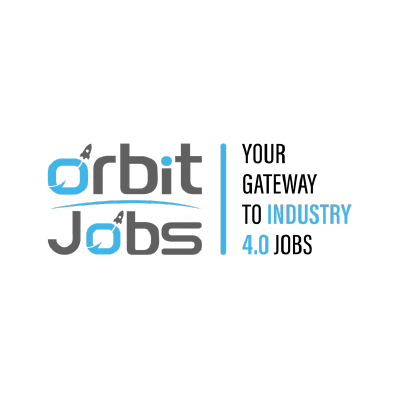 orbit
Jobs
YOUR
GATEWAY
TO INDUSTRY
4.0 JOBS